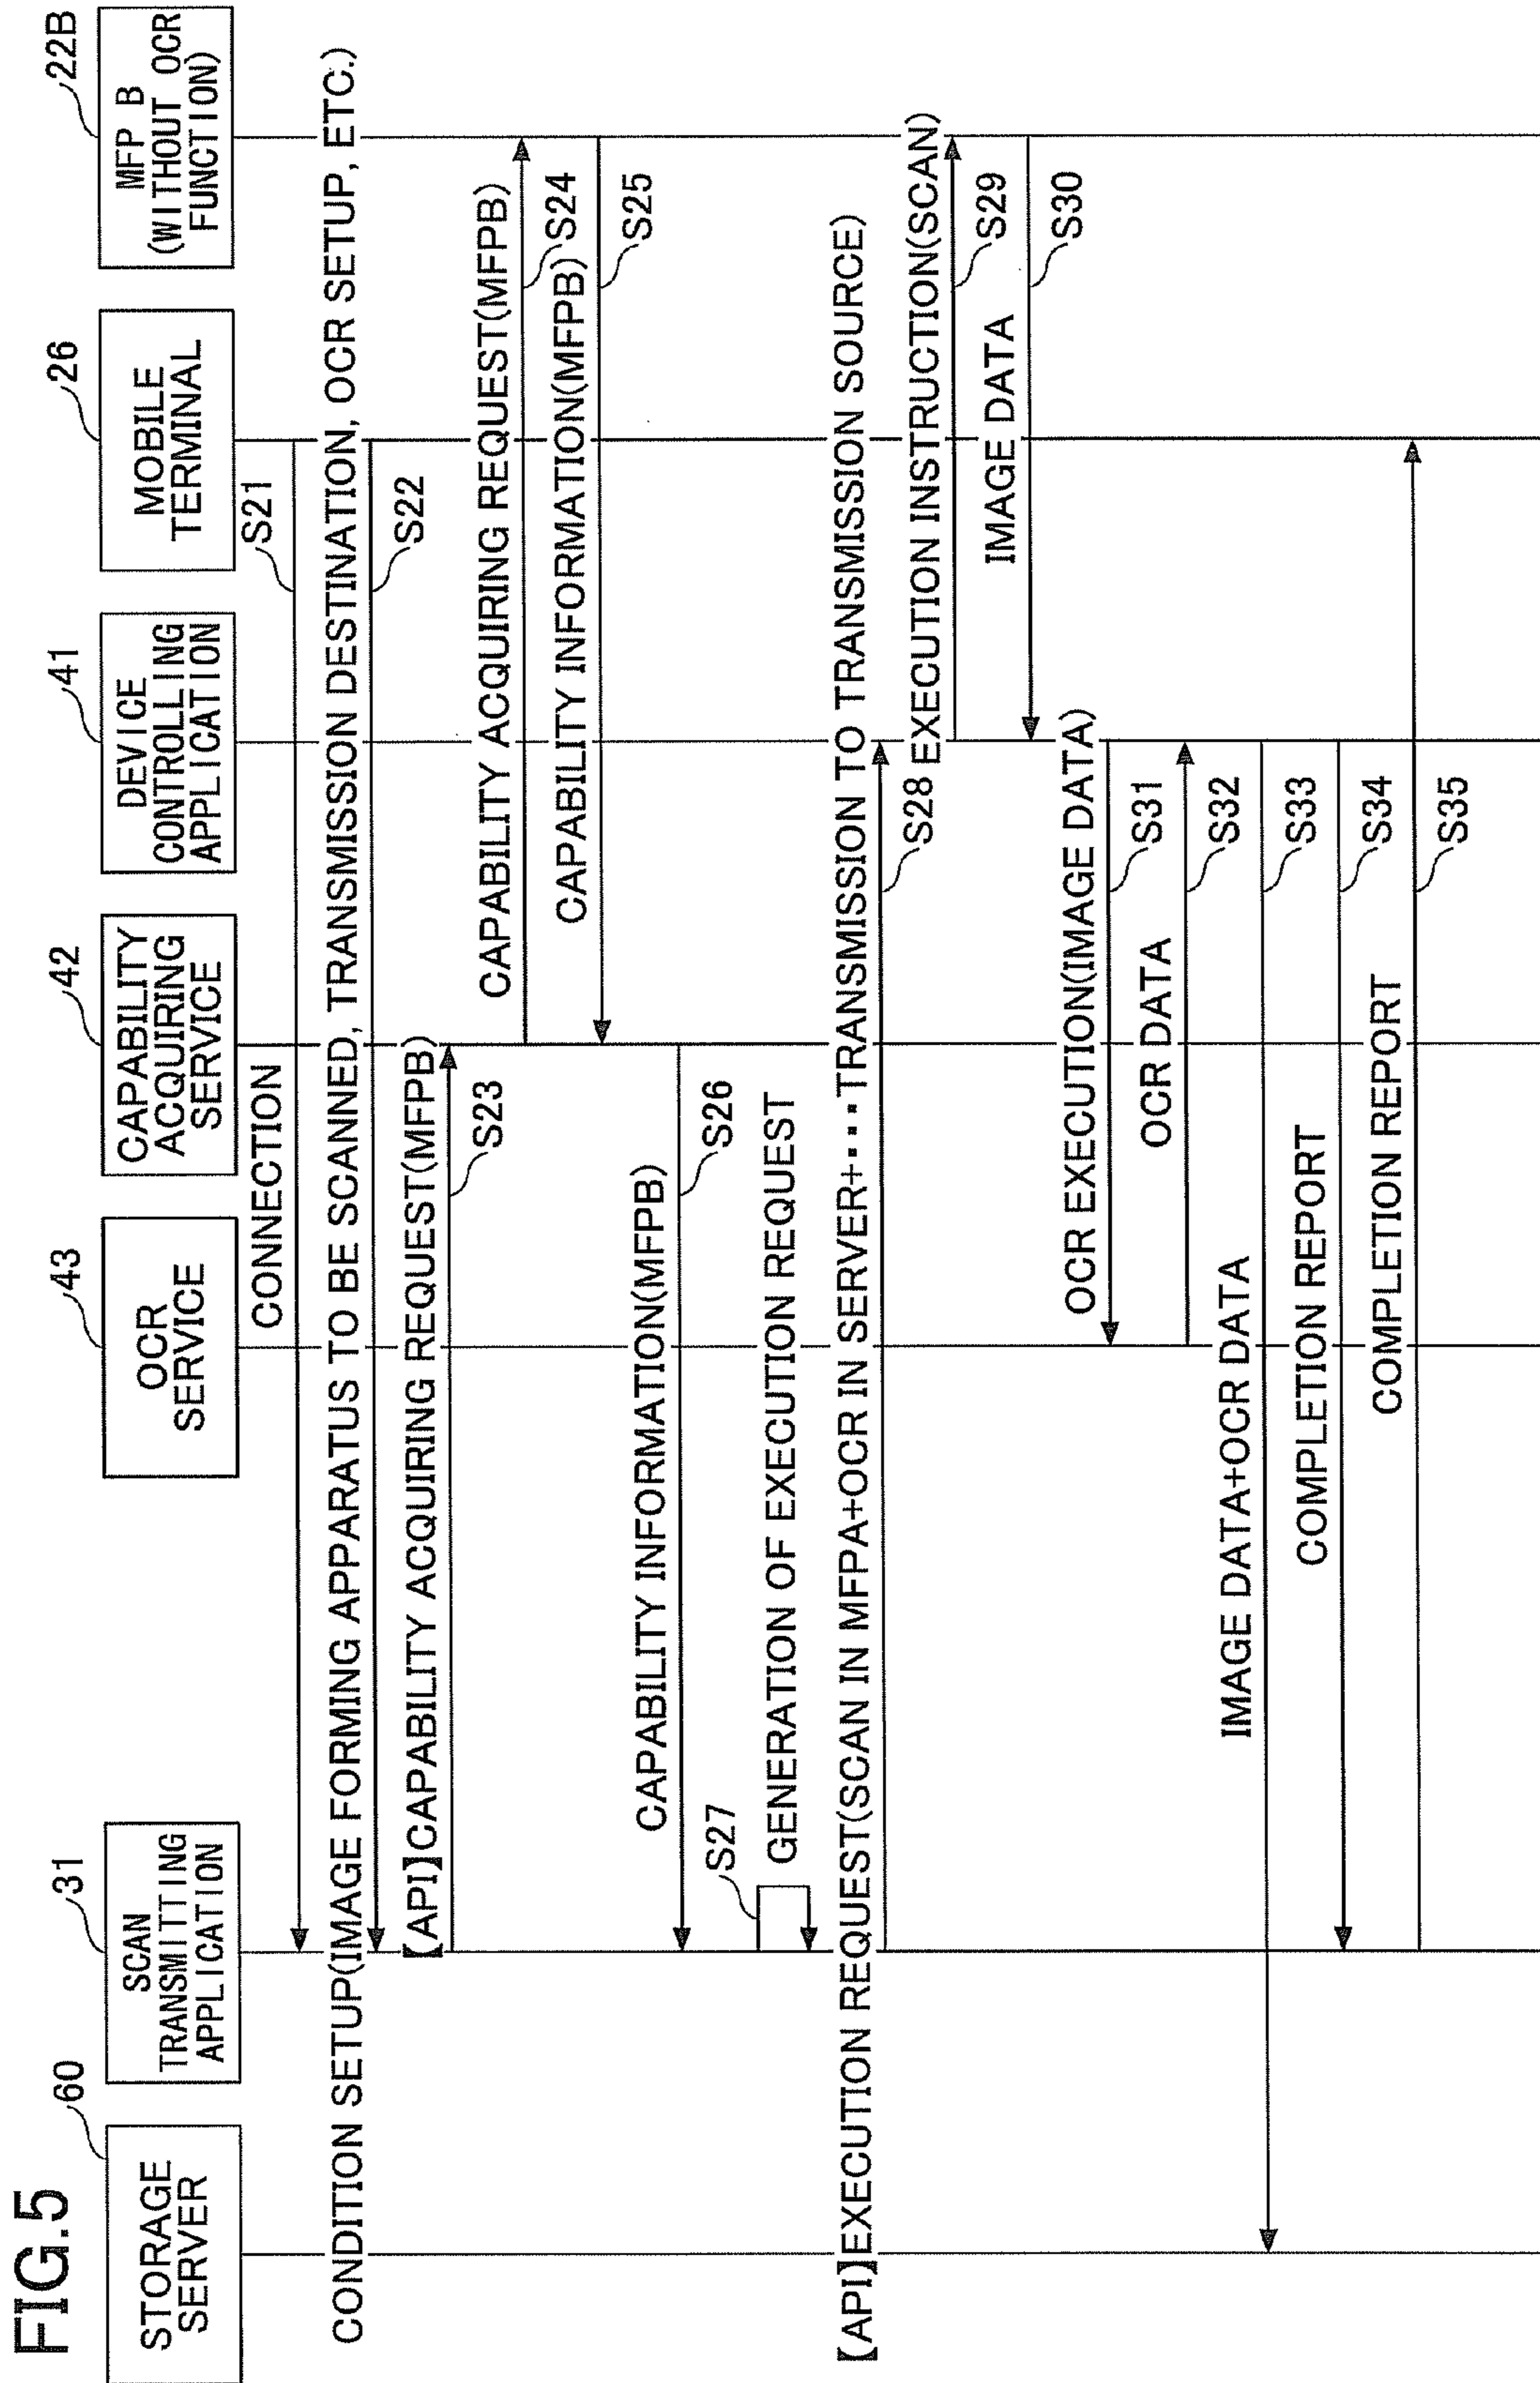 FIG.5
60
STORAGE
SERVER
31
SCAN
TRANSMITTING
APPLICATION
43
OCR
SERVICE
42
CAPABILITY
ACQUIRING
SERVICE
41
DEVICE
CONTROLLING
APPLICATION
26
MOBILE
TERMINAL
22B
MFP B
(WITHOUT OCR
FUNCTION)
CONNECTION
S21
CONDITION SETUP(IMAGE FORMING APPARATUS TO BE SCANNED, TRANSMISSION DESTINATION, OCR SETUP, ETC.)
S22
【API】CAPABILITY ACQUIRING REQUEST(MFPB)
S23
CAPABILITY ACQUIRING REQUEST(MFPB)
S24
CAPABILITY INFORMATION(MFPB)
S25
CAPABILITY INFORMATION(MFPB)
S26
S27
GENERATION OF EXECUTION REQUEST
【API】EXECUTION REQUEST(SCAN IN MFPA+OCR IN SERVER+···TRANSMISSION TO TRANSMISSION SOURCE)
S28
EXECUTION INSTRUCTION(SCAN)
S29
IMAGE DATA
S30
OCR EXECUTION(IMAGE DATA)
S31
OCR DATA
S32
IMAGE DATA+OCR DATA
S33
COMPLETION REPORT
S34
COMPLETION REPORT
S35